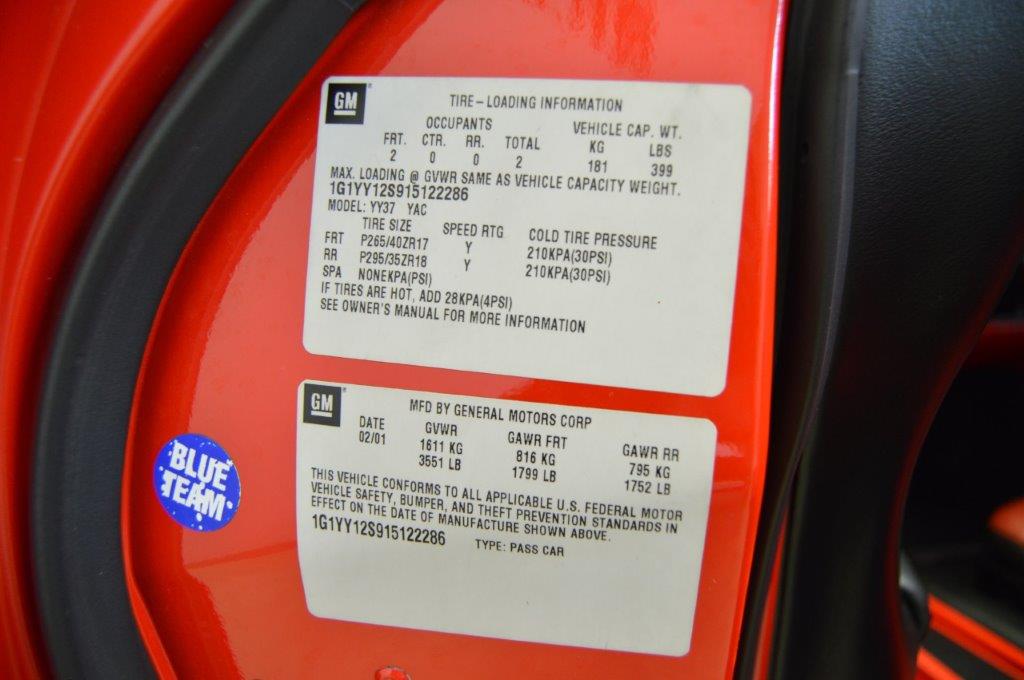 GM
TIRE-LOADING INFORMATION
OCCUPANTS VEHICLE CAP. WT.
FRT. CTR. RR. TOTAL KG LBS
2 0 0 2 181 399
MAX. LOADING @ GVWR SAME AS VEHICLE CAPACITY WEIGHT.
1G1YY12S915122286
MODEL: YY37 YAC
TIRE SIZE SPEED RTG COLD TIRE PRESSURE
FRT P265/40ZR17 Y 210KPA(30PSI)
RR P295/35ZR18 Y 210KPA(30PSI)
SPA NONEKPA(PSI)
IF TIRES ARE HOT, ADD 28KPA(4PSI)
SEE OWNER'S MANUAL FOR MORE INFORMATION
GM
MFD BY GENERAL MOTORS CORP
DATE GVWR GAWR FRT GAWR RR
02/01 1611 KG 816 KG 795 KG
3551 LB 1799 LB 1752 LB
THIS VEHICLE CONFORMS TO ALL APPLICABLE U.S. FEDERAL MOTOR
VEHICLE SAFETY, BUMPER, AND THEFT PREVENTION STANDARDS IN
EFFECT ON THE DATE OF MANUFACTURE SHOWN ABOVE.
1G1YY12S915122286 TYPE: PASS CAR
BLUE
TEAM